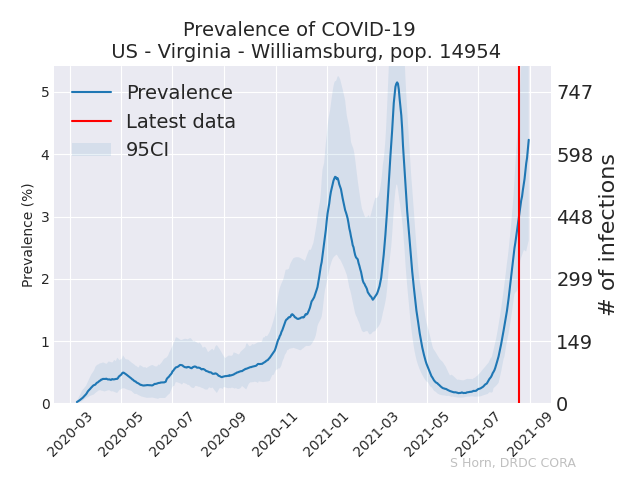 Prevalence of COVID-19
US - Virginia - Williamsburg, pop. 14954
Prevalence
Latest data
95CI
Prevalence (%)
5
4
3
2
1
0
747
598
448
299
149
0
# of infections
2020-03
2020-05
2020-07
2020-09
2020-11
2021-01
2021-03
2021-05
2021-07
2021-09
S Horn, DRDC CORA